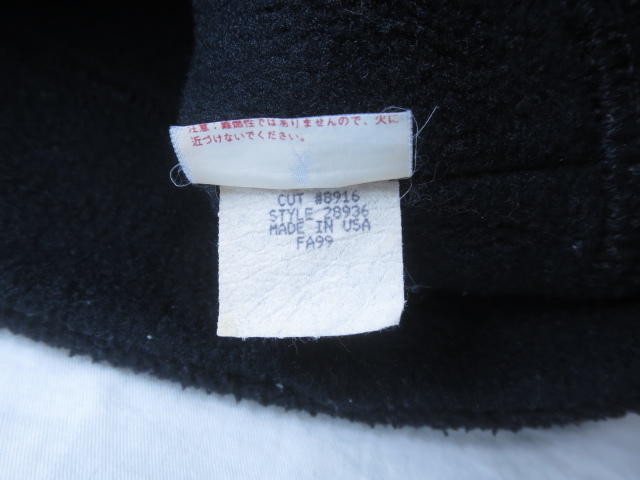 注意：難燃性ではありませんので、火に
近づけないでください。
CUT #8916
STYLE 28936
MADE IN USA
FA99